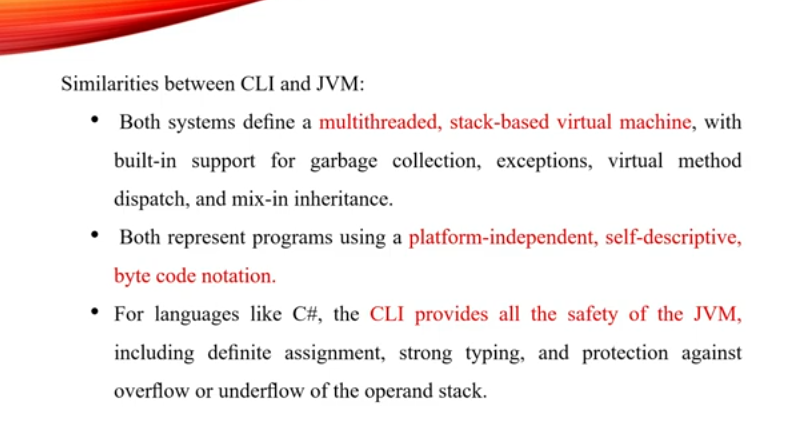 Similarities between CLI and JVM:
• Both systems define a multithreaded, stack-based virtual machine, with
built-in support for garbage collection, exceptions, virtual method
dispatch, and mix-in inheritance.
• Both represent programs using a platform-independent, self-descriptive,
byte code notation.
• For languages like C#, the CLI provides all the safety of the JVM,
including definite assignment, strong typing, and protection against
overflow or underflow of the operand stack.